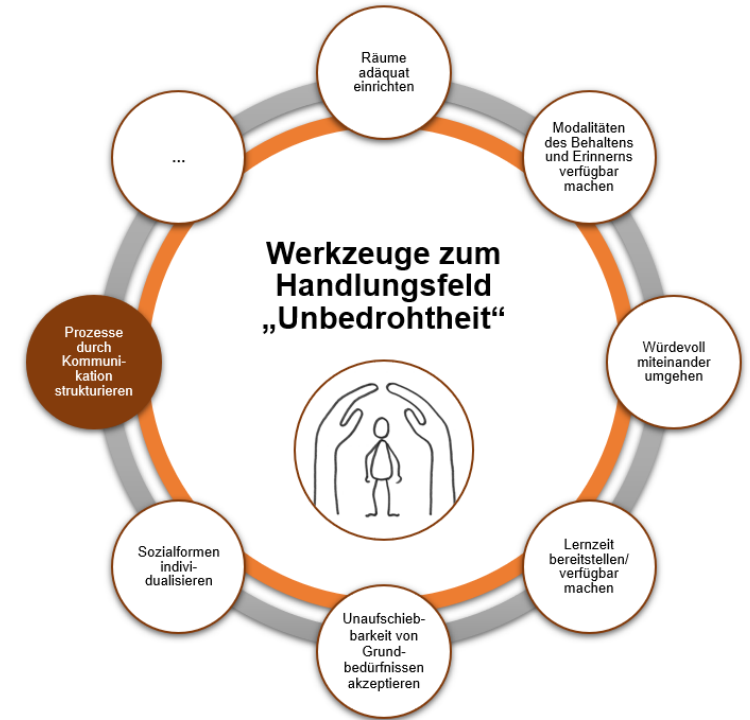 Räume
adäquat
einrichten
Modalitäten
des Behaltens
und Erinnerns
verfügbar
machen
Würdevoll
miteinander
umgehen
Lernzeit
bereitstellen/
verfügbar
machen
Unaufschieb-
barkeit von
Grund-
bedürfnissen
akzeptieren
Sozialformen
indivi-
dualisieren
Prozesse
durch
Kommuni-
kation
strukturieren
...
Werkzeuge zum
Handlungsfeld
„Unbedrohtheit“